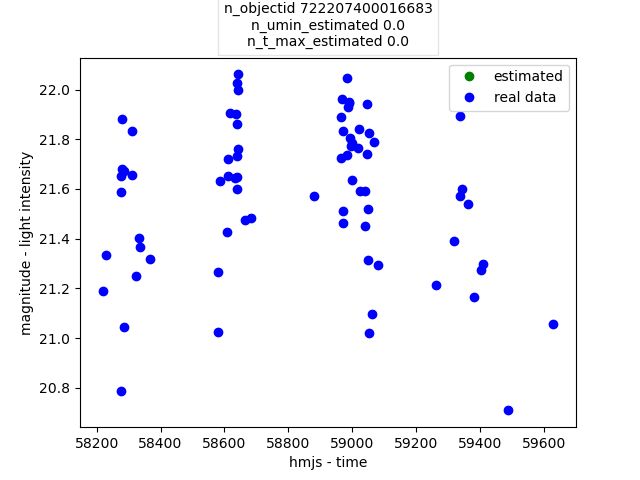 n_objectid 722207400016683
n_umin_estimated 0.0
n_t_max_estimated 0.0
estimated
real data
magnitude - light intensity
22.0
21.8
21.6
21.4
21.2
21.0
20.8
58200 58400 58600 58800 59000 59200 59400 59600
hmjs - time